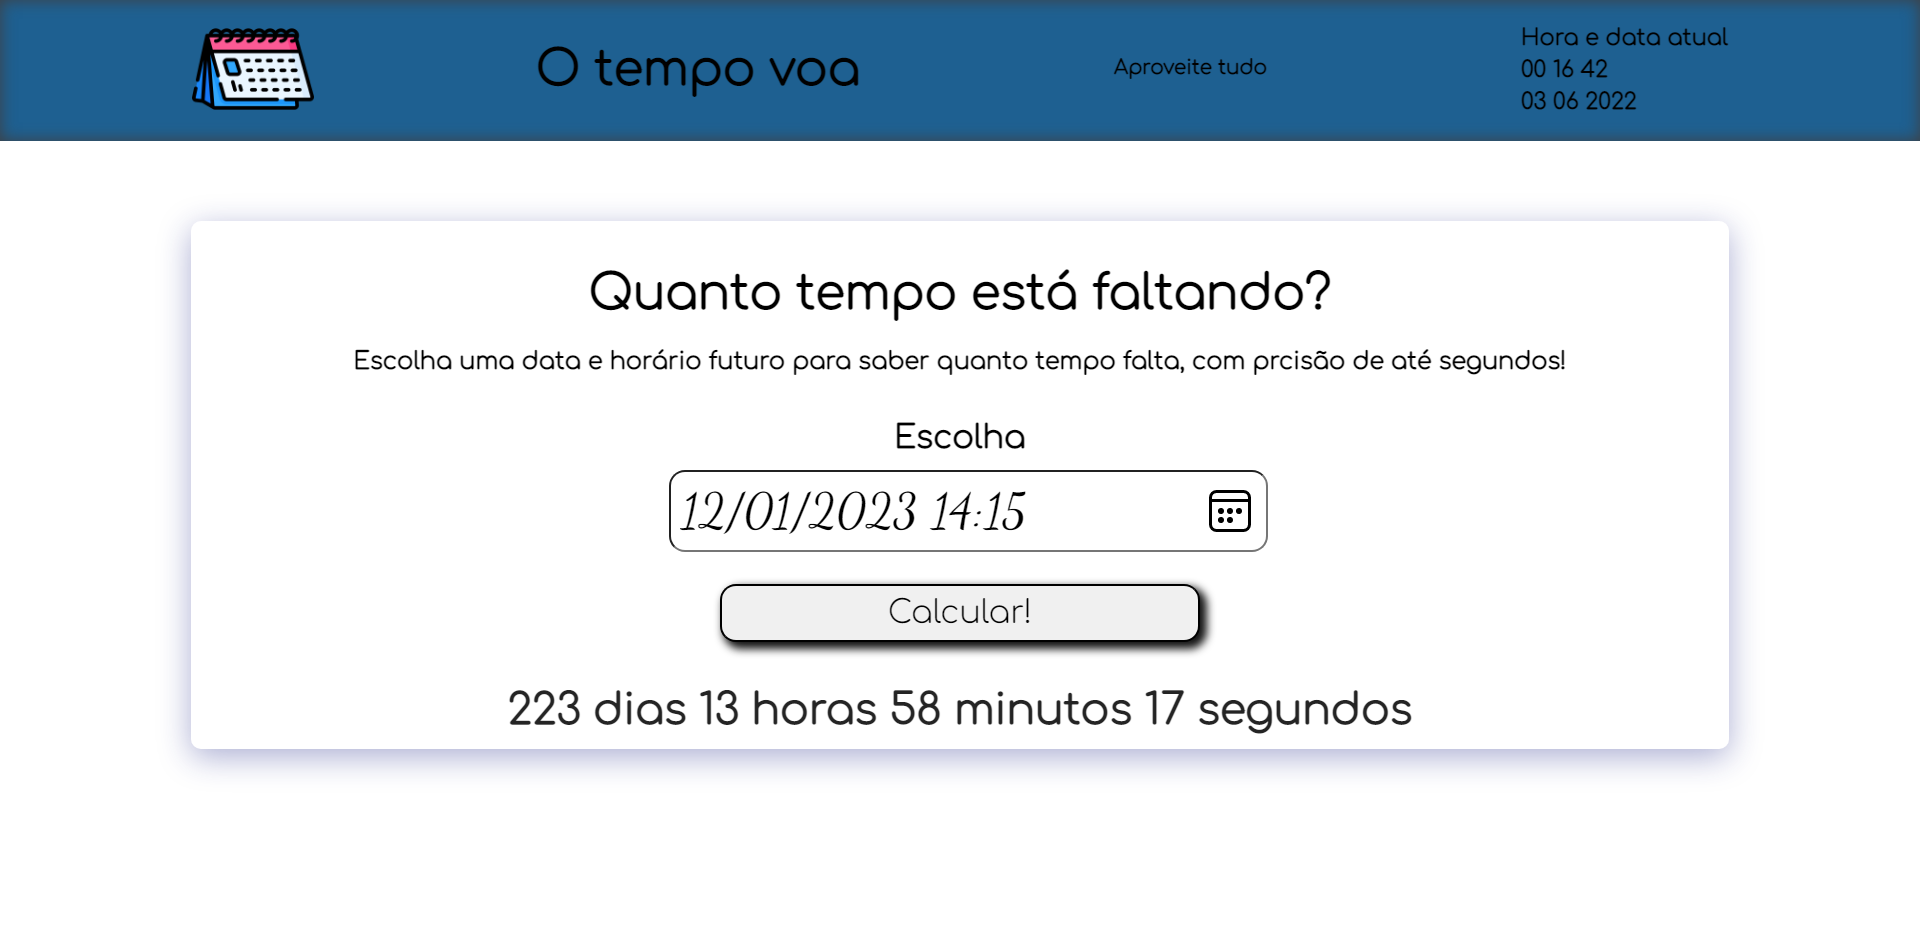 O tempo voa
Aproveite tudo
Hora e data atual
00 16 42
03 06 2022
Quanto tempo está faltando?
Escolha uma data e horário futuro para saber quanto tempo falta, com prcisão de até segundos!
Escolha
12/01/2023 14:15
Calcular!
223 dias 13 horas 58 minutos 17 segundos